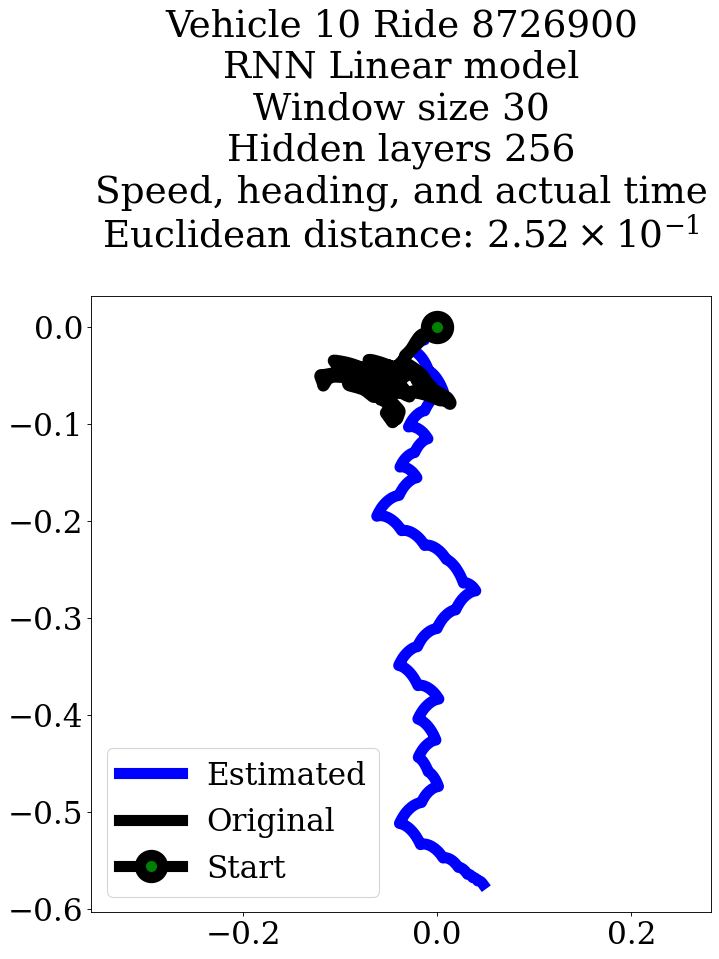 Vehicle 10 Ride 8726900
RNN Linear model
Window size 30
Hidden layers 256
Speed, heading, and actual time
Euclidean distance: 2.52 × 10⁻¹
0.0
−0.1
−0.2
−0.3
−0.4
−0.5
−0.6
Estimated
Original
Start
−0.2
0.0
0.2